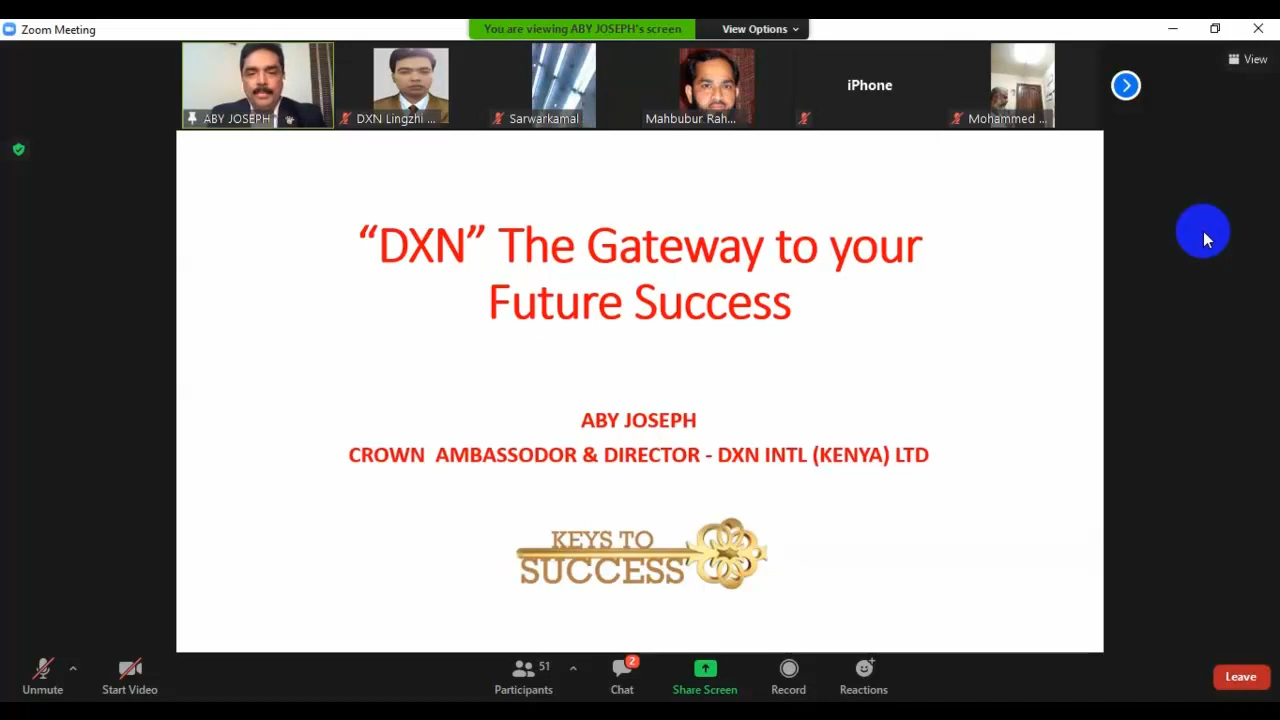 Zoom Meeting
You are viewing ABY JOSEPH's screen
View Options
View
ABY JOSEPH
DXN Lingzhi ...
Sarwarkamal
Mahbubur Rah...
iPhone
Mohammed ...
“DXN” The Gateway to your
Future Success
ABY JOSEPH
CROWN AMBASSODOR & DIRECTOR - DXN INTL (KENYA) LTD
KEYS TO
SUCCESS
Unmute
Start Video
51
Participants
2
Chat
Share Screen
Record
Reactions
Leave